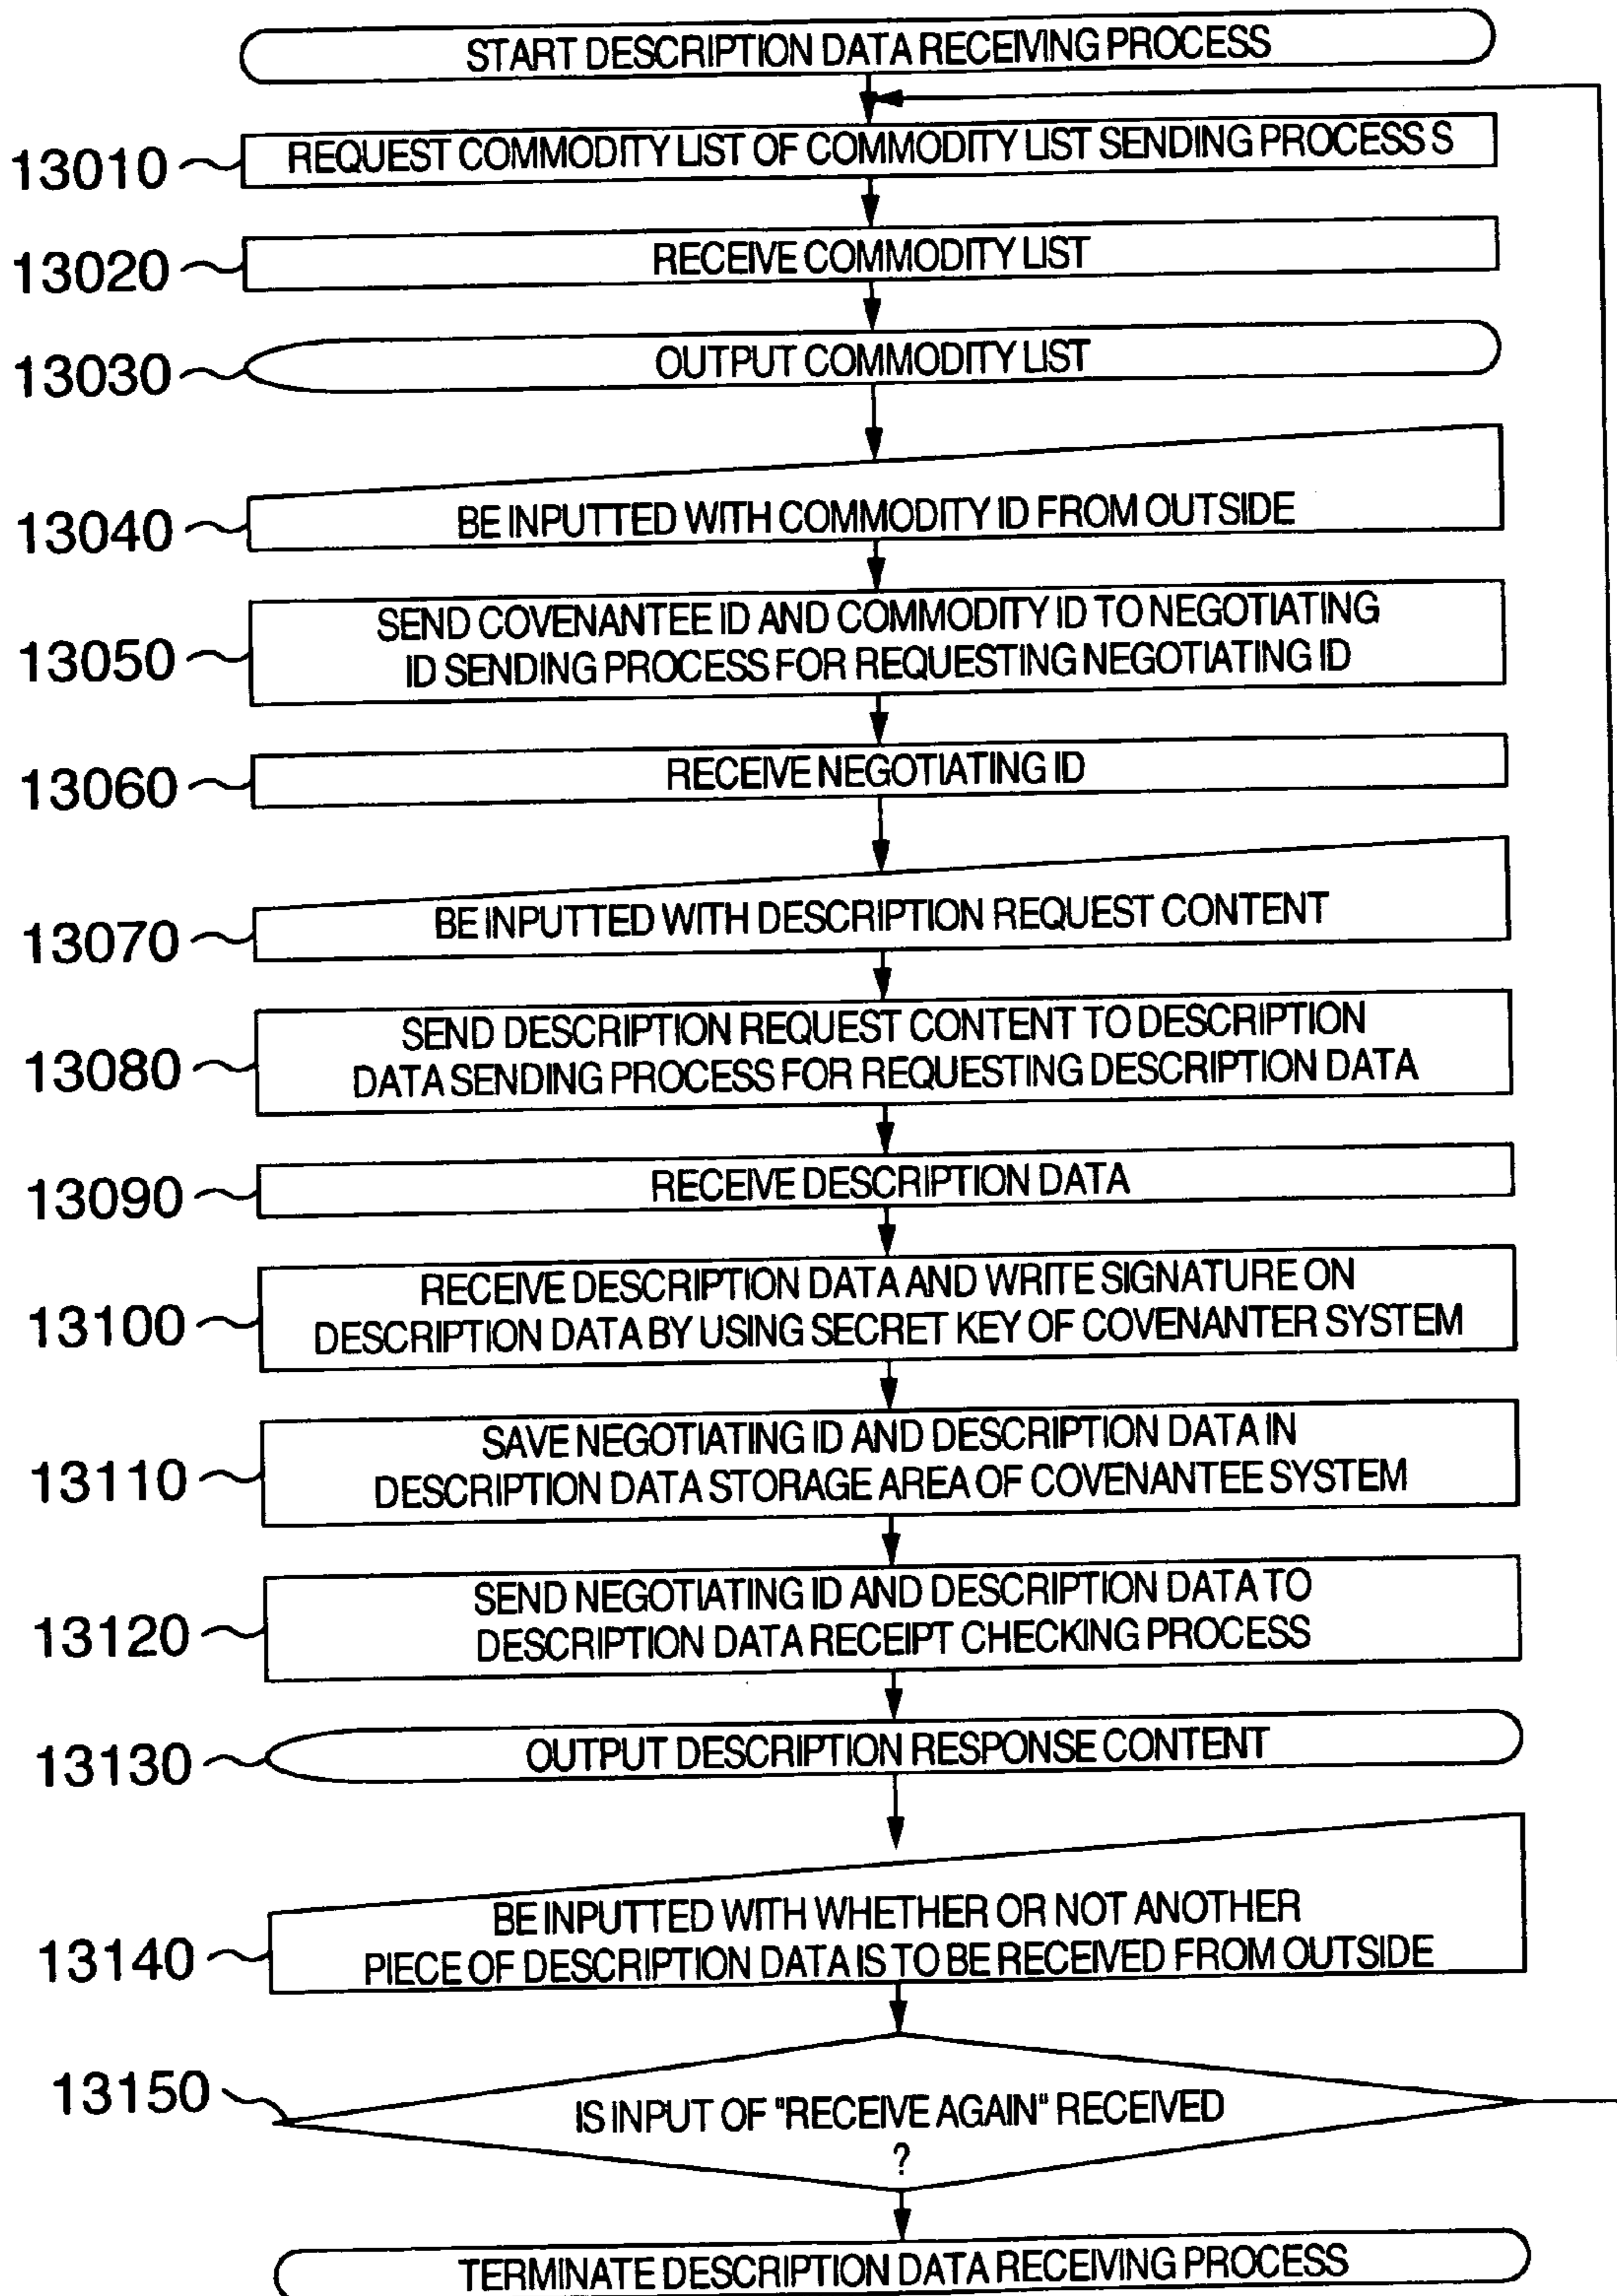 START DESCRIPTION DATA RECEIVING PROCESS
13010
REQUEST COMMODITY LIST OF COMMODITY LIST SENDING PROCESS S
13020
RECEIVE COMMODITY LIST
13030
OUTPUT COMMODITY LIST
13040
BE INPUTTED WITH COMMODITY ID FROM OUTSIDE
13050
SEND COVENANTEE ID AND COMMODITY ID TO NEGOTIATING
ID SENDING PROCESS FOR REQUESTING NEGOTIATING ID
13060
RECEIVE NEGOTIATING ID
13070
BE INPUTTED WITH DESCRIPTION REQUEST CONTENT
13080
SEND DESCRIPTION REQUEST CONTENT TO DESCRIPTION
DATA SENDING PROCESS FOR REQUESTING DESCRIPTION DATA
13090
RECEIVE DESCRIPTION DATA
13100
RECEIVE DESCRIPTION DATA AND WRITE SIGNATURE ON
DESCRIPTION DATA BY USING SECRET KEY OF COVENANTER SYSTEM
13110
SAVE NEGOTIATING ID AND DESCRIPTION DATA IN
DESCRIPTION DATA STORAGE AREA OF COVENANTEE SYSTEM
13120
SEND NEGOTIATING ID AND DESCRIPTION DATA TO
DESCRIPTION DATA RECEIPT CHECKING PROCESS
13130
OUTPUT DESCRIPTION RESPONSE CONTENT
13140
BE INPUTTED WITH WHETHER OR NOT ANOTHER
PIECE OF DESCRIPTION DATA IS TO BE RECEIVED FROM OUTSIDE
13150
IS INPUT OF "RECEIVE AGAIN" RECEIVED
?
TERMINATE DESCRIPTION DATA RECEIVING PROCESS